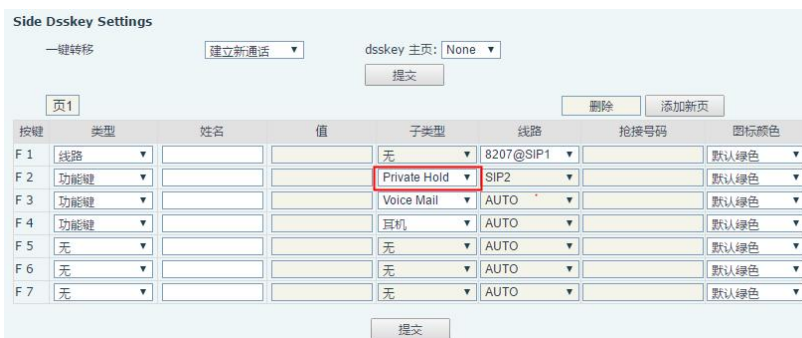 Side Dsskey Settings
一键转移 建立新通话 dsskey 主页: None
提交
页1 删除 添加新页
按键 类型 姓名 值 子类型 线路 抢接号码 图标颜色
F 1 线路 无 8207@SIP1 默认绿色
F 2 功能键 Private Hold SIP2 默认绿色
F 3 功能键 Voice Mail AUTO 默认绿色
F 4 功能键 耳机 AUTO 默认绿色
F 5 无 无 AUTO 默认绿色
F 6 无 无 AUTO 默认绿色
F 7 无 无 AUTO 默认绿色
提交